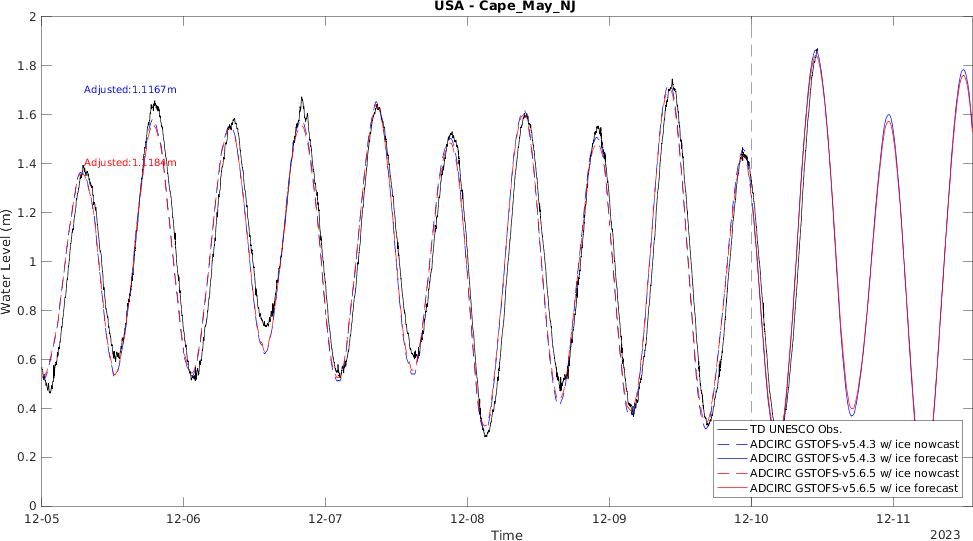 USA - Cape_May_NJ
2
1.8
1.6
1.4
1.2
1
0.8
0.6
0.4
0.2
0
Water Level (m)
Adjusted:1.1167m
Adjusted:1.1184m
TD UNESCO Obs.
ADCIRC GSTOFS-v5.4.3 w/ ice nowcast
ADCIRC GSTOFS-v5.4.3 w/ ice forecast
ADCIRC GSTOFS-v5.6.5 w/ ice nowcast
ADCIRC GSTOFS-v5.6.5 w/ ice forecast
12-05 12-06 12-07 12-08 12-09 12-10 12-11
Time
2023